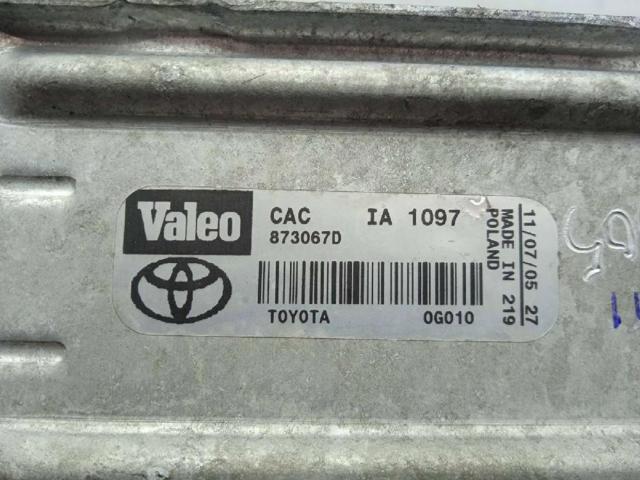 Valeo CAC IA 1097
873067D
TOYOTA 0G010
11/07/05 27
MADE IN 219
POLAND